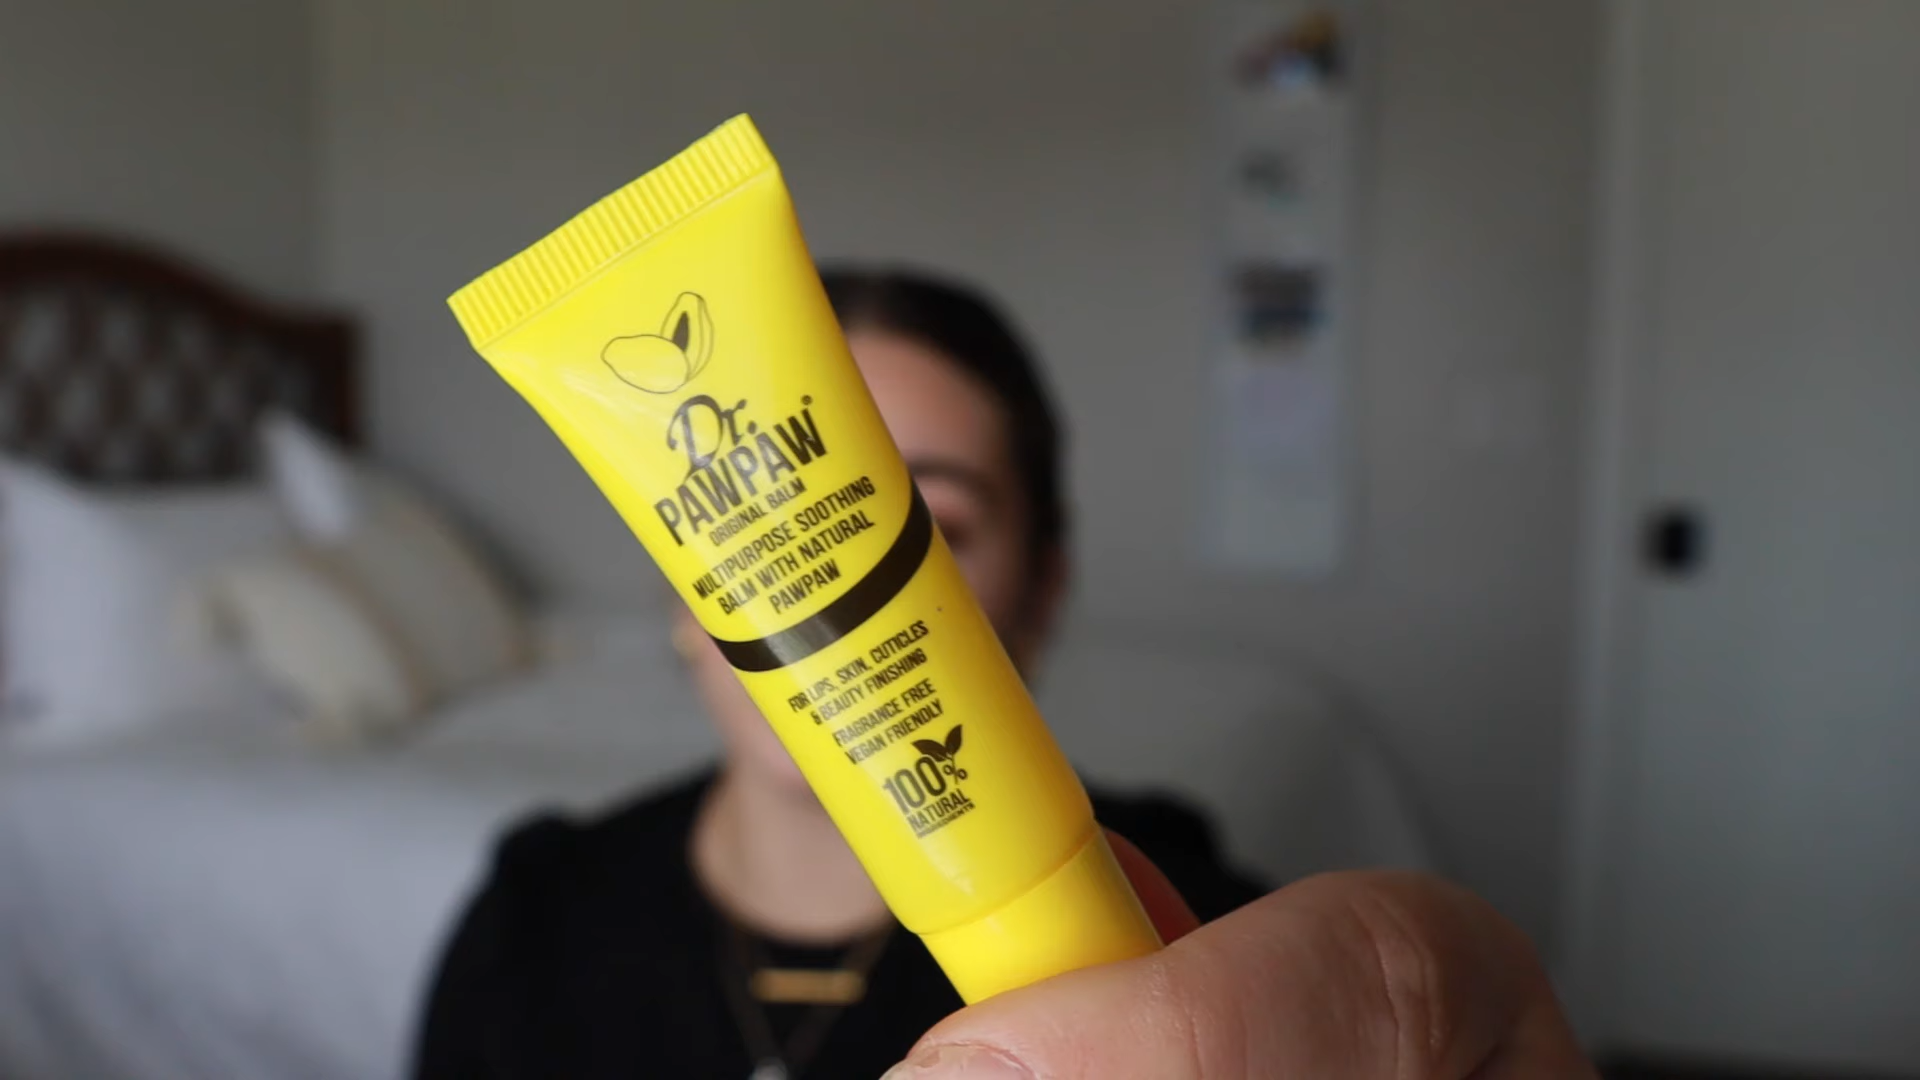 Dr.
PAWPAW®
ORIGINAL BALM
MULTIPURPOSE SOOTHING
BALM WITH NATURAL
PAWPAW
FOR LIPS, SKIN, CUTICLES
& BEAUTY FINISHING
FRAGRANCE FREE
VEGAN FRIENDLY
100%
NATURAL
INGREDIENTS